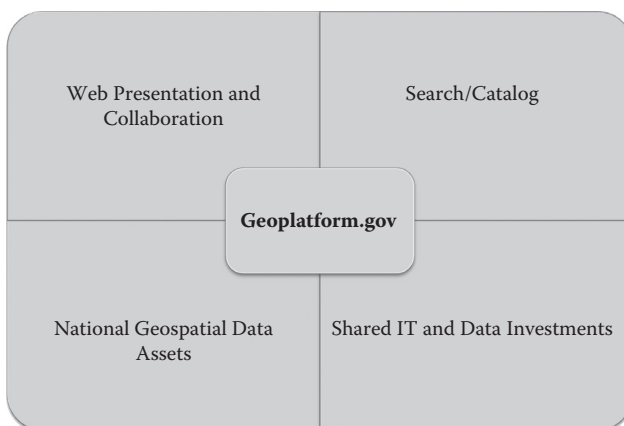 Web Presentation and
Collaboration
Search/Catalog
Geoplatform.gov
National Geospatial Data
Assets
Shared IT and Data Investments